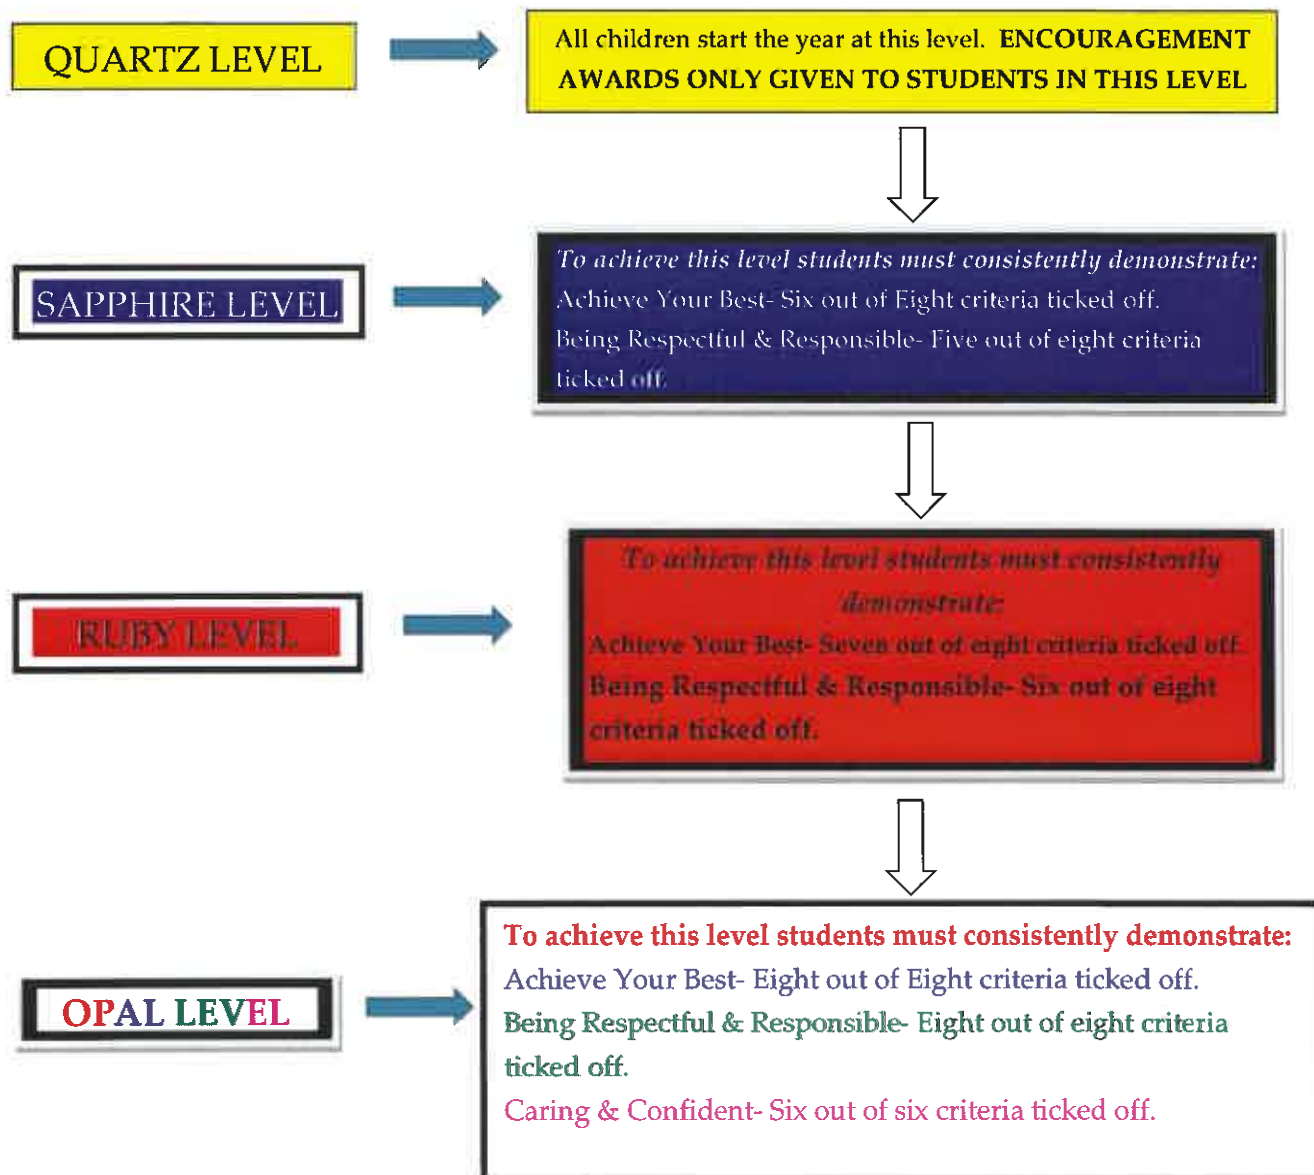 QUARTZ LEVEL
All children start the year at this level. ENCOURAGEMENT
AWARDS ONLY GIVEN TO STUDENTS IN THIS LEVEL
SAPPHIRE LEVEL
To achieve this level students must consistently demonstrate:
Achieve Your Best- Six out of Eight criteria ticked off.
Being Respectful & Responsible- Five out of eight criteria
ticked off.
RUBY LEVEL
To achieve this level students must consistently
demonstrate:
Achieve Your Best- Seven out of eight criteria ticked off.
Being Respectful & Responsible- Six out of eight
criteria ticked off.
OPAL LEVEL
To achieve this level students must consistently demonstrate:
Achieve Your Best- Eight out of Eight criteria ticked off.
Being Respectful & Responsible- Eight out of eight criteria
ticked off.
Caring & Confident- Six out of six criteria ticked off.